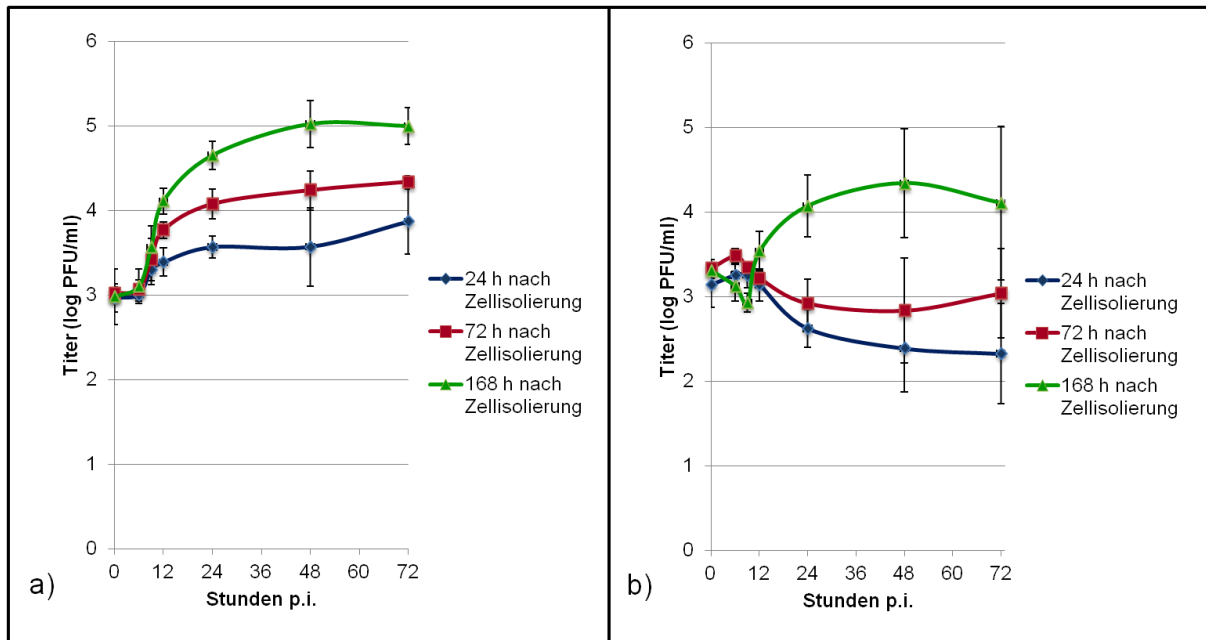 6
5
4
3
2
1
0
Titer (log PFU/ml)
0 12 24 36 48 60 72
Stunden p.i.
24 h nach
Zellisolierung
72 h nach
Zellisolierung
168 h nach
Zellisolierung
a)
6
5
4
3
2
1
0
Titer (log PFU/ml)
0 12 24 36 48 60 72
Stunden p.i.
24 h nach
Zellisolierung
72 h nach
Zellisolierung
168 h nach
Zellisolierung
b)